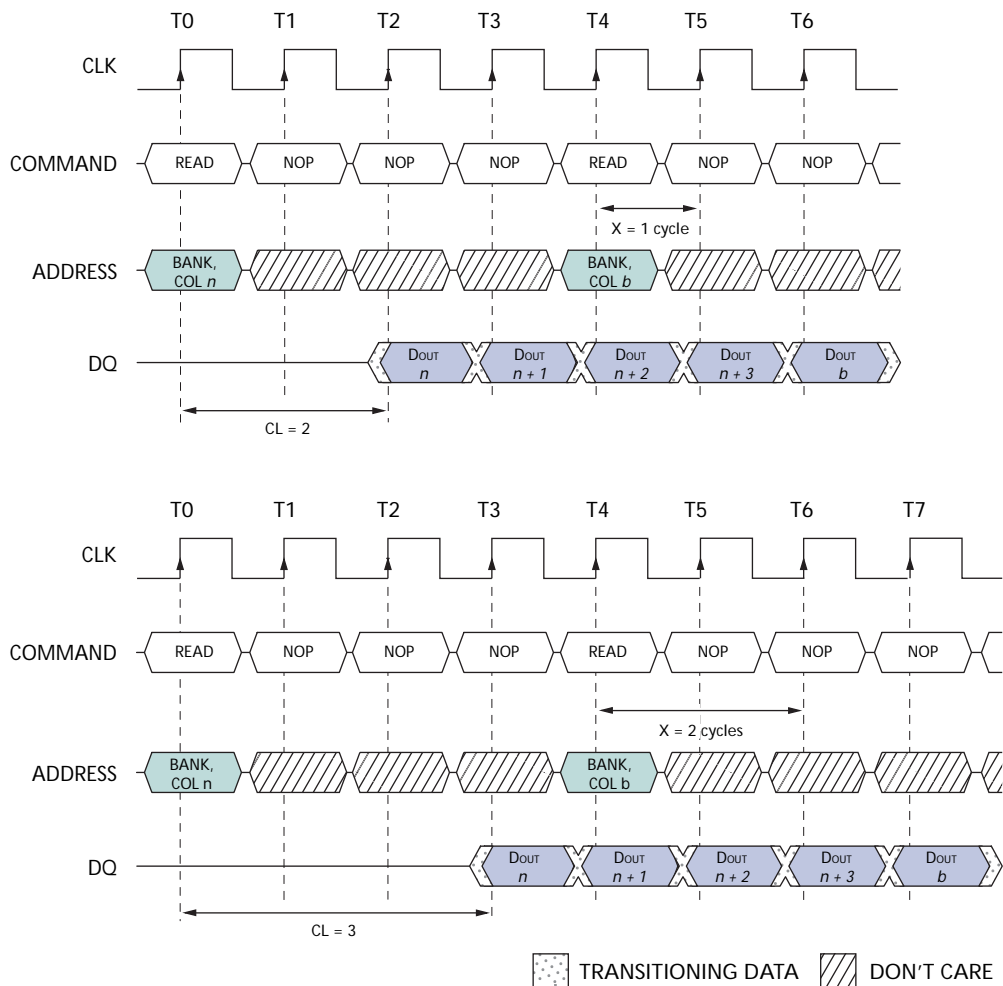 T0 T1 T2 T3 T4 T5 T6
CLK
COMMAND READ NOP NOP NOP READ NOP NOP
X = 1 cycle
ADDRESS BANK, COL n BANK, COL b
DQ DOUT n DOUT n + 1 DOUT n + 2 DOUT n + 3 DOUT b
CL = 2
T0 T1 T2 T3 T4 T5 T6 T7
CLK
COMMAND READ NOP NOP NOP READ NOP NOP NOP
X = 2 cycles
ADDRESS BANK, COL n BANK, COL b
DQ DOUT n DOUT n + 1 DOUT n + 2 DOUT n + 3 DOUT b
CL = 3
TRANSITIONING DATA DON'T CARE